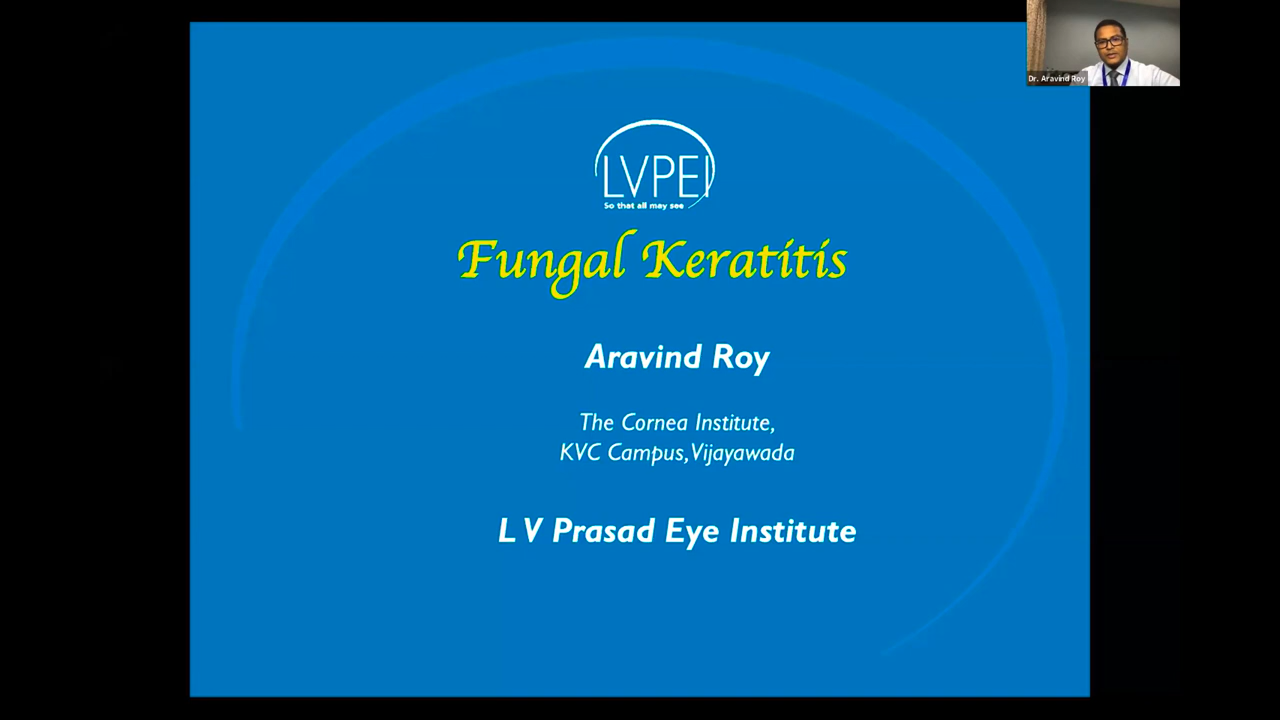 Dr. Aravind Roy
LVPEI
So that all may see
Fungal Keratitis
Aravind Roy
The Cornea Institute,
KVC Campus,Vijayawada
L V Prasad Eye Institute